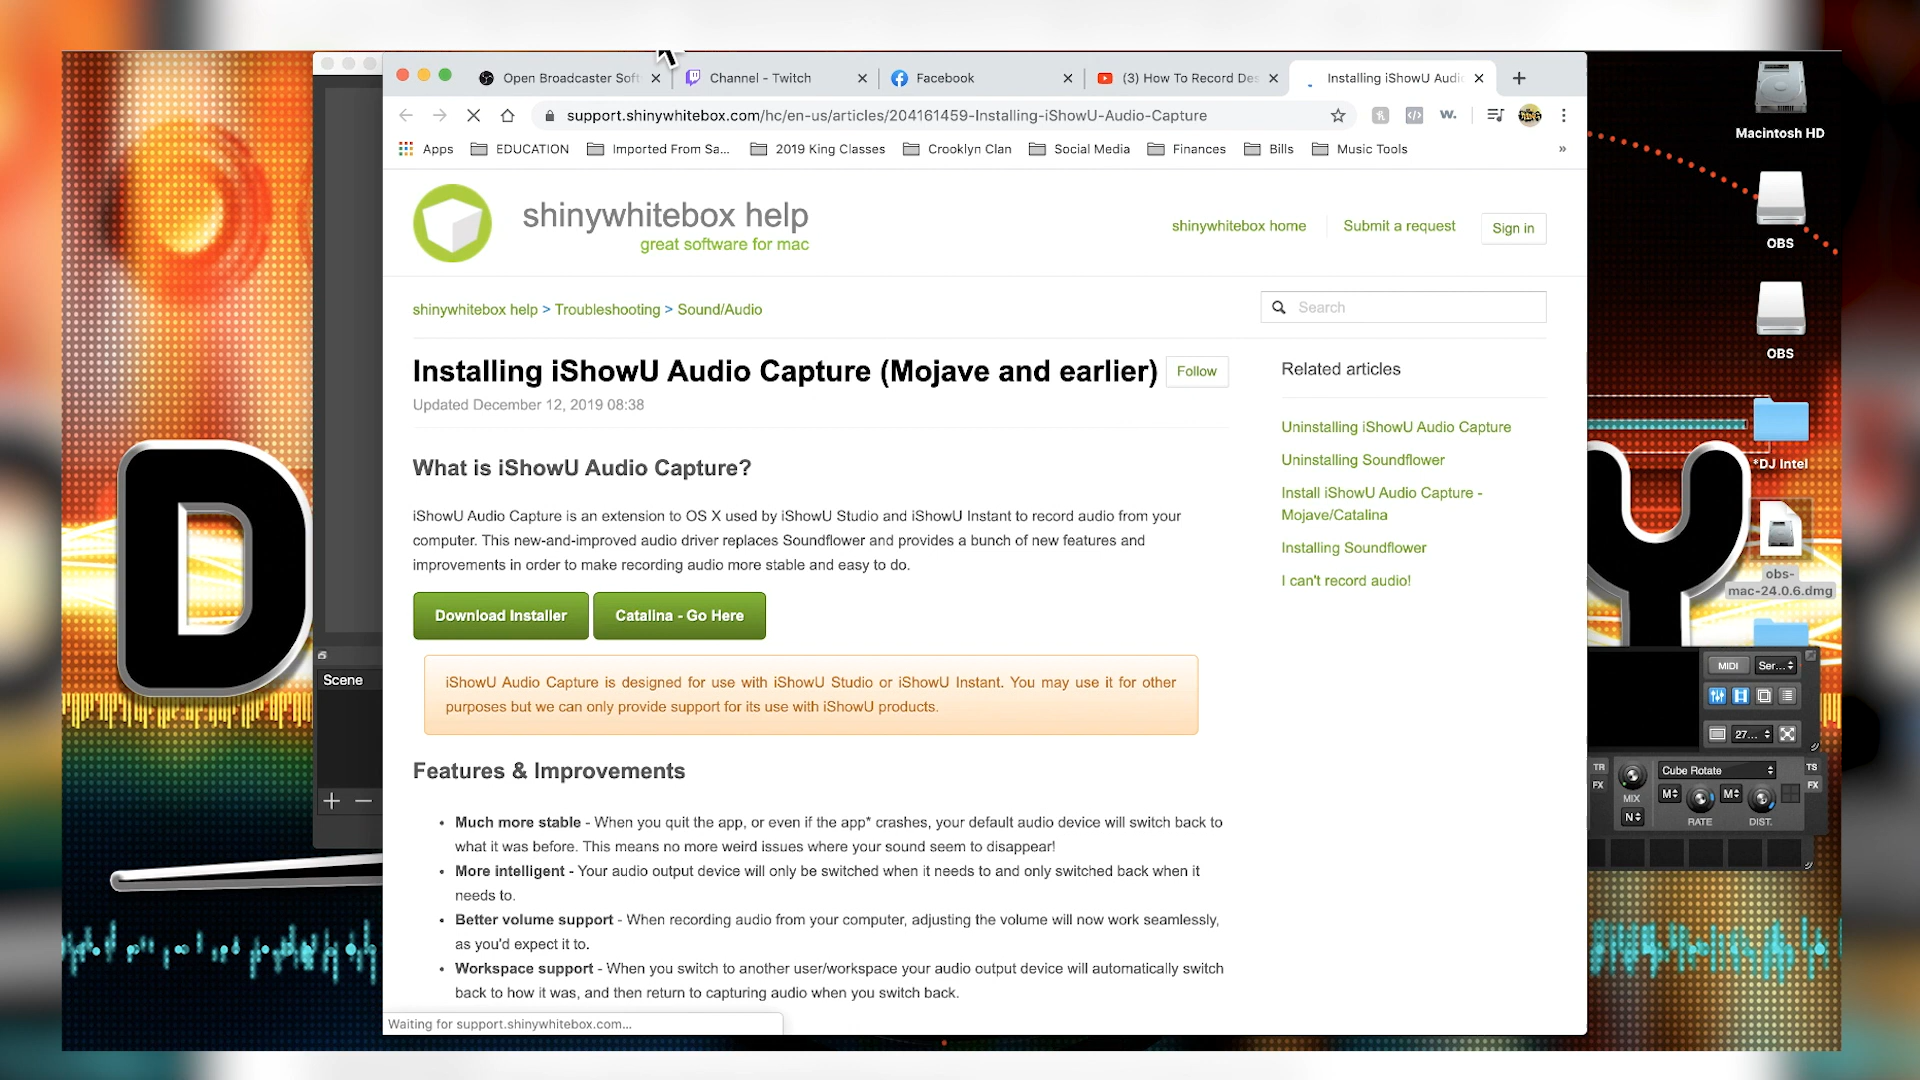 Open Broadcaster Soft
Channel - Twitch
Facebook
(3) How To Record Des
Installing iShowU Audio
support.shinywhitebox.com/hc/en-us/articles/204161459-Installing-iShowU-Audio-Capture
W.
Apps
EDUCATION
Imported From Sa...
2019 King Classes
Crooklyn Clan
Social Media
Finances
Bills
Music Tools
»
shinywhitebox help
great software for mac
shinywhitebox home
Submit a request
Sign in
shinywhitebox help > Troubleshooting > Sound/Audio
Search
Installing iShowU Audio Capture (Mojave and earlier)
Follow
Updated December 12, 2019 08:38
What is iShowU Audio Capture?
iShowU Audio Capture is an extension to OS X used by iShowU Studio and iShowU Instant to record audio from your
computer. This new-and-improved audio driver replaces Soundflower and provides a bunch of new features and
improvements in order to make recording audio more stable and easy to do.
Download Installer
Catalina - Go Here
iShowU Audio Capture is designed for use with iShowU Studio or iShowU Instant. You may use it for other
purposes but we can only provide support for its use with iShowU products.
Features & Improvements
• Much more stable - When you quit the app, or even if the app* crashes, your default audio device will switch back to
what it was before. This means no more weird issues where your sound seem to disappear!
• More intelligent - Your audio output device will only be switched when it needs to and only switched back when it
needs to.
• Better volume support - When recording audio from your computer, adjusting the volume will now work seamlessly,
as you'd expect it to.
• Workspace support - When you switch to another user/workspace your audio output device will automatically switch
back to how it was, and then return to capturing audio when you switch back.
Waiting for support.shinywhitebox.com...
Related articles
Uninstalling iShowU Audio Capture
Uninstalling Soundflower
Install iShowU Audio Capture -
Mojave/Catalina
Installing Soundflower
I can't record audio!
Macintosh HD
OBS
OBS
*DJ Intel
obs-
mac-24.0.6.dmg
D
Y
Scene
MIDI
Ser...
27...
TR
FX
MIX
N
Cube Rotate
M
M
RATE
DIST.
TS
FX